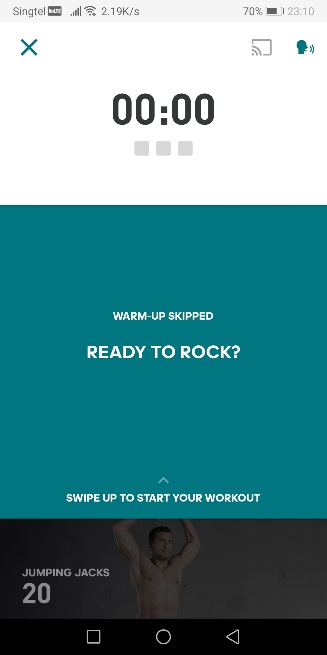 Singtel VoLTE 2.19K/s 70% 23:10
00:00
WARM-UP SKIPPED
READY TO ROCK?
SWIPE UP TO START YOUR WORKOUT
JUMPING JACKS
20